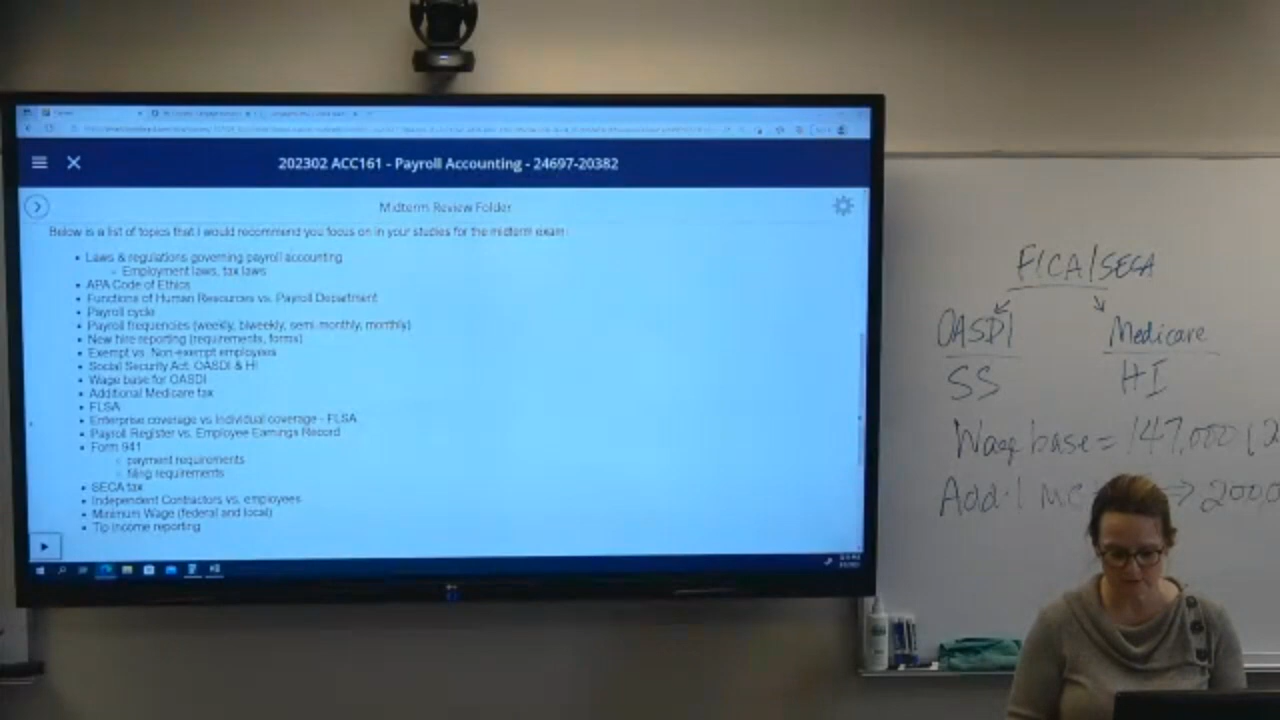 202302 ACC161 - Payroll Accounting - 24697-20382
Midterm Review Folder
Below is a list of topics that I would recommend you focus on in your studies for the midterm exam:
Laws & regulations governing payroll accounting
Employment laws, tax laws
APA Code of Ethics
Functions of Human Resources vs. Payroll Department
Payroll cycle
Payroll frequencies (weekly, biweekly, semi-monthly, monthly)
New hire reporting (requirements, forms)
Exempt vs. Non-exempt employees
Social Security Act, OASDI & HI
Wage base for OASDI
Additional Medicare tax
FLSA
Enterprise coverage vs Individual coverage - FLSA
Payroll Register vs. Employee Earnings Record
Form 941
payment requirements
filing requirements
SECA tax
Independent Contractors vs. employees
Minimum Wage (federal and local)
Tip income reporting
FICA/SECA
OASDI
Medicare
SS
HI
Wage base = 147,000
Add'l MC